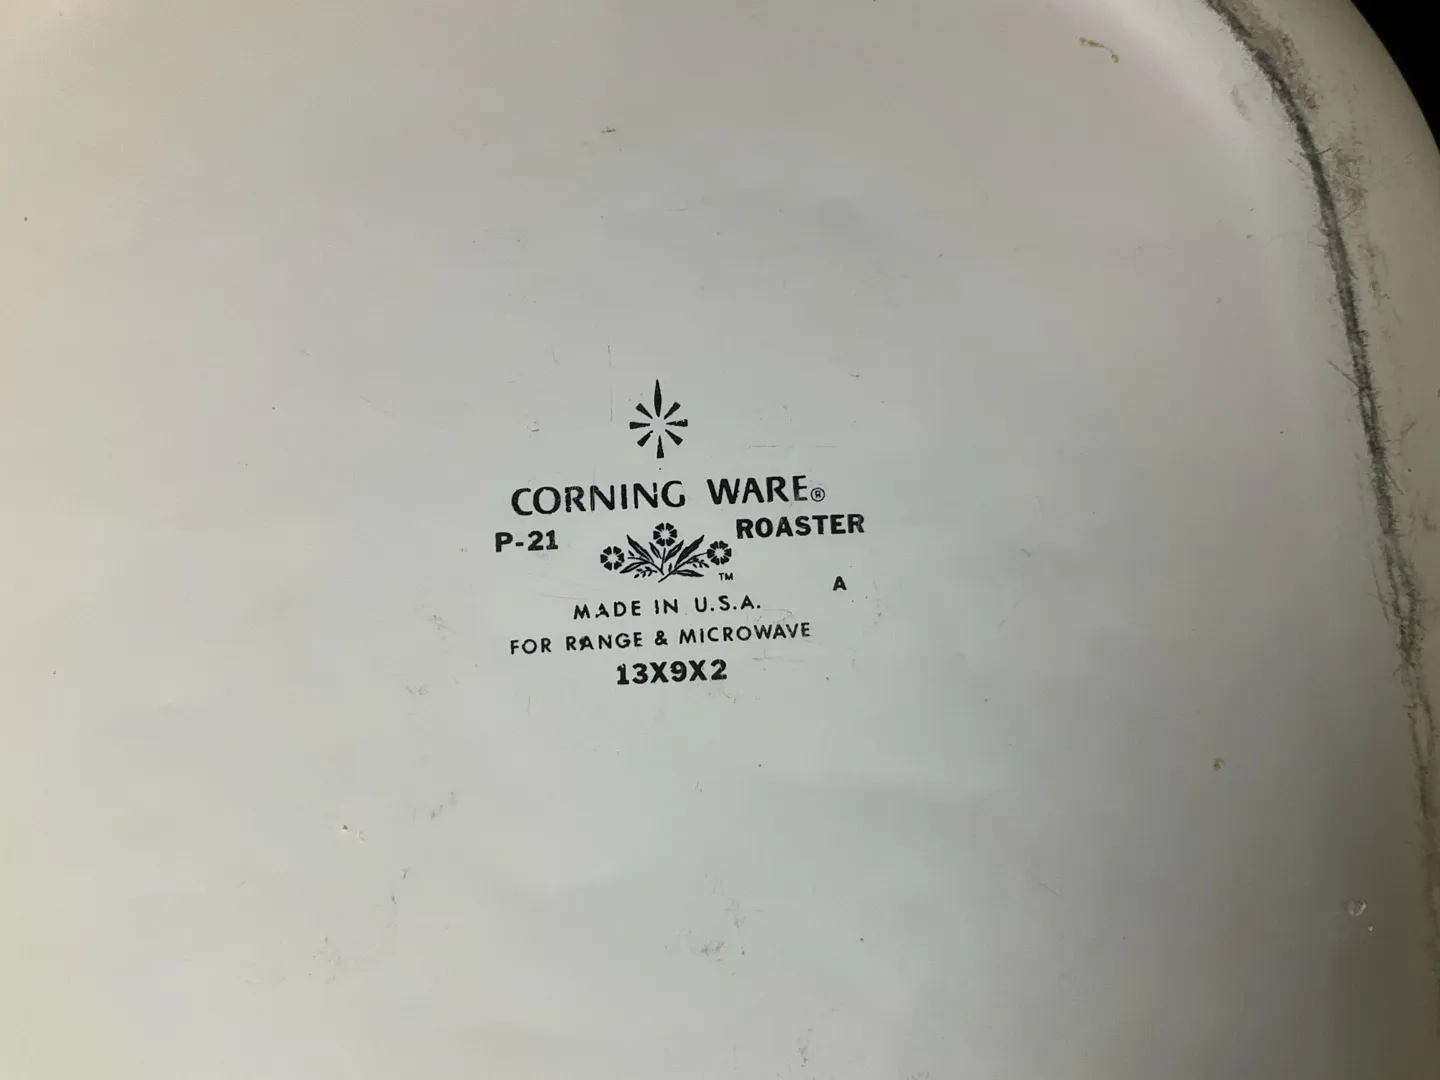 CORNING WARE®
P-21 ROASTER
™
A
MADE IN U.S.A.
FOR RANGE & MICROWAVE
13X9X2